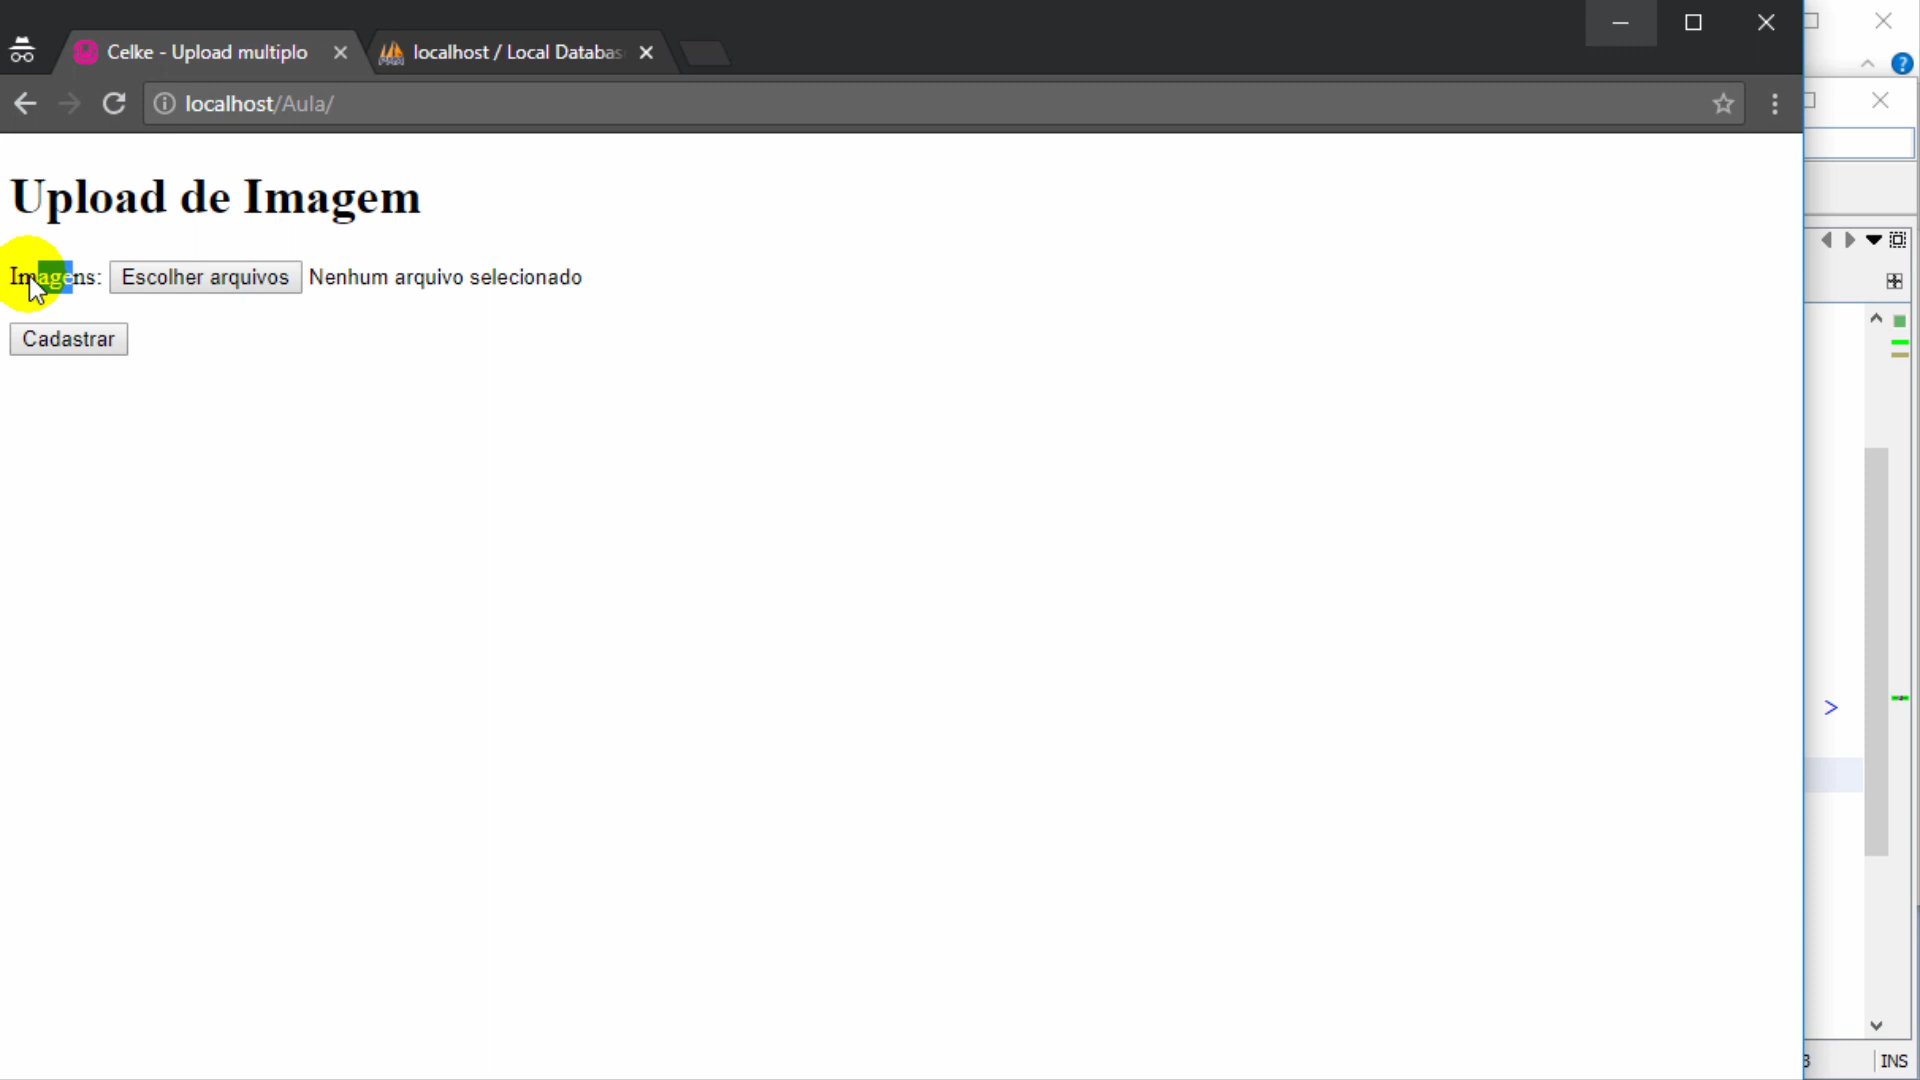 Celke - Upload multiplo
localhost / Local Databas
localhost/Aula/
Upload de Imagem
Imagens: Escolher arquivos Nenhum arquivo selecionado
Cadastrar
?
>
3 INS